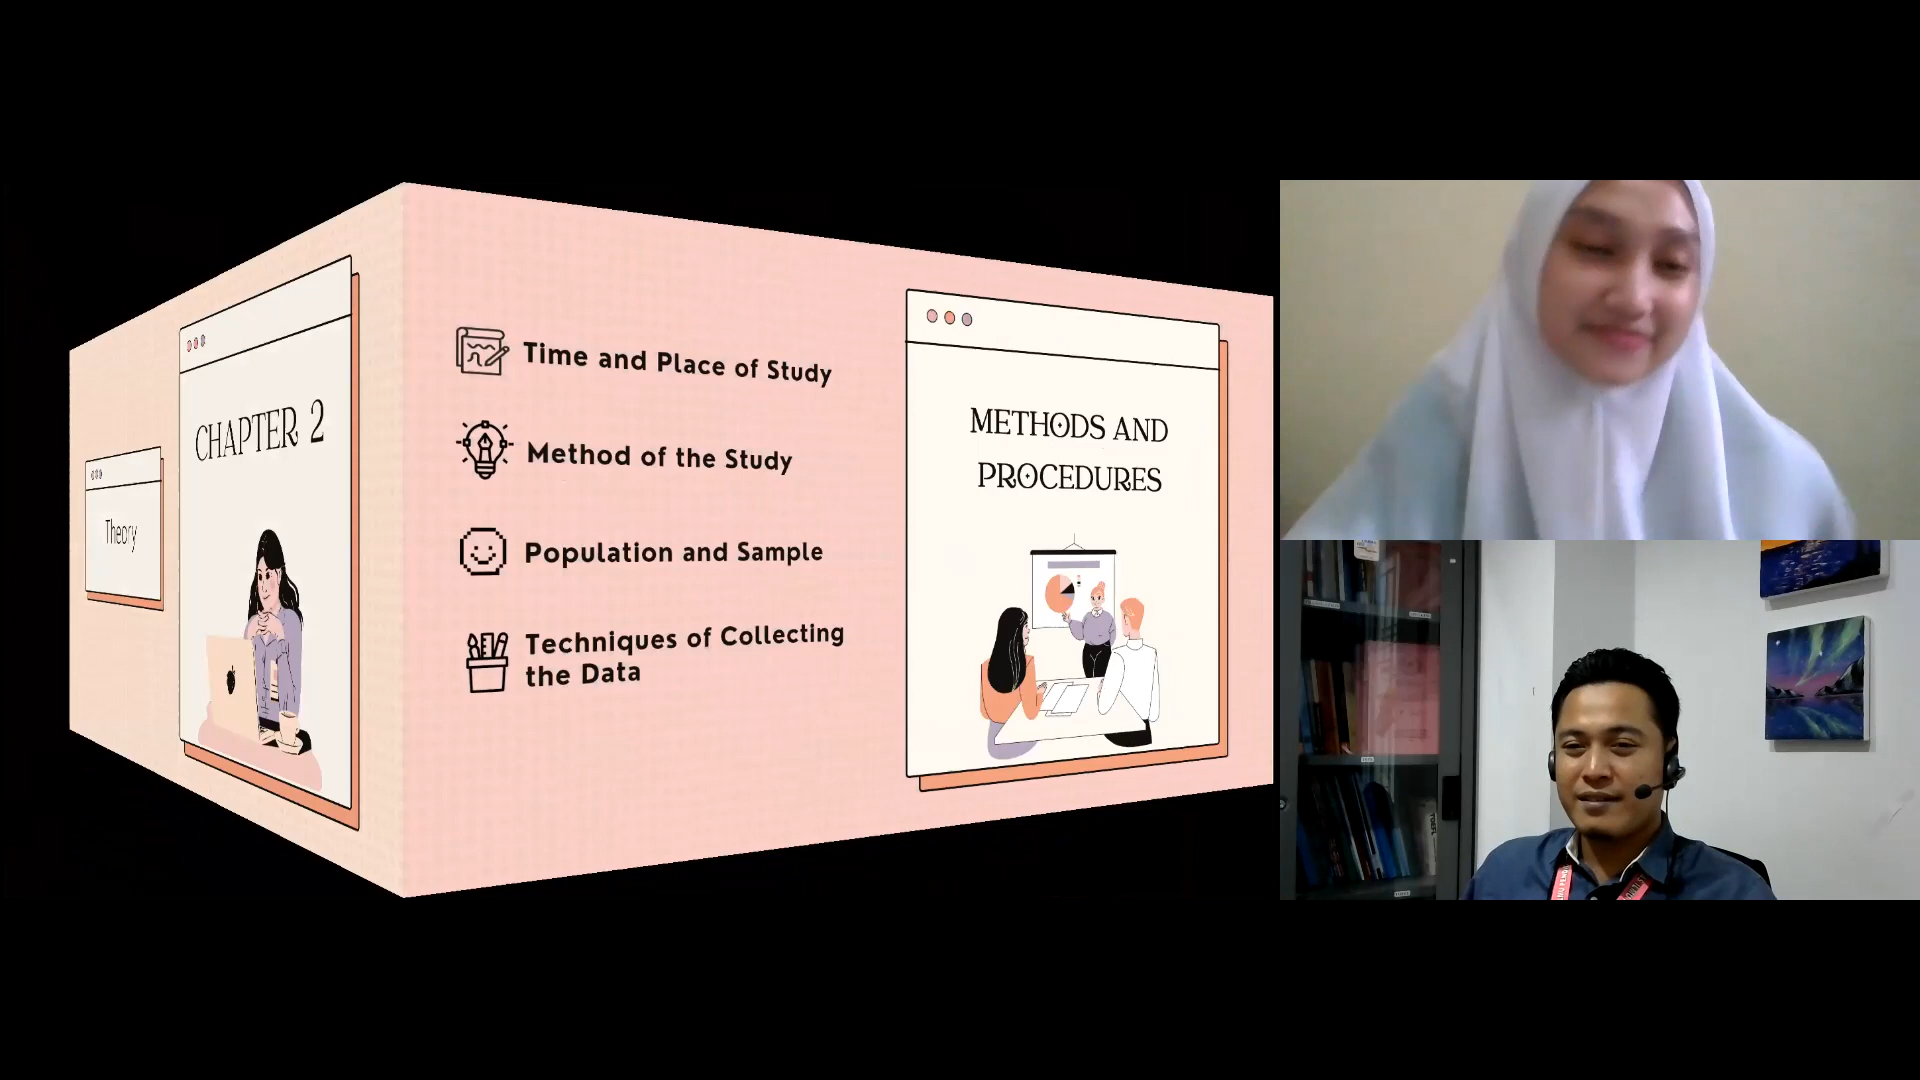 Theory
CHAPTER 2
Time and Place of Study
Method of the Study
Population and Sample
Techniques of Collecting
the Data
METHODS AND
PROCEDURES
TOEFL